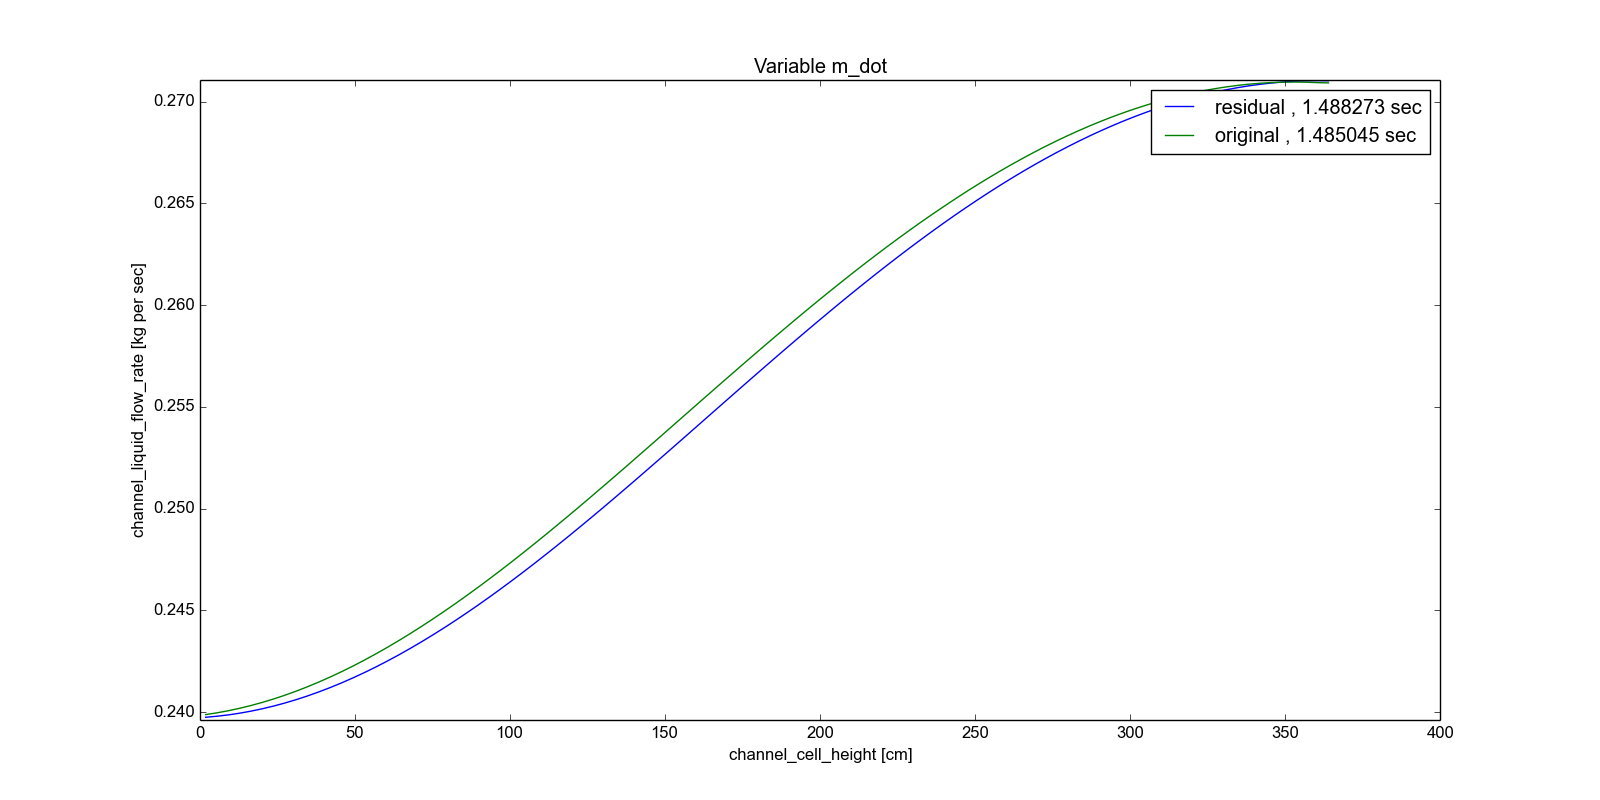 Variable m_dot
residual , 1.488273 sec
original , 1.485045 sec
channel_liquid_flow_rate [kg per sec]
0.270
0.265
0.260
0.255
0.250
0.245
0.240
0 50 100 150 200 250 300 350 400
channel_cell_height [cm]